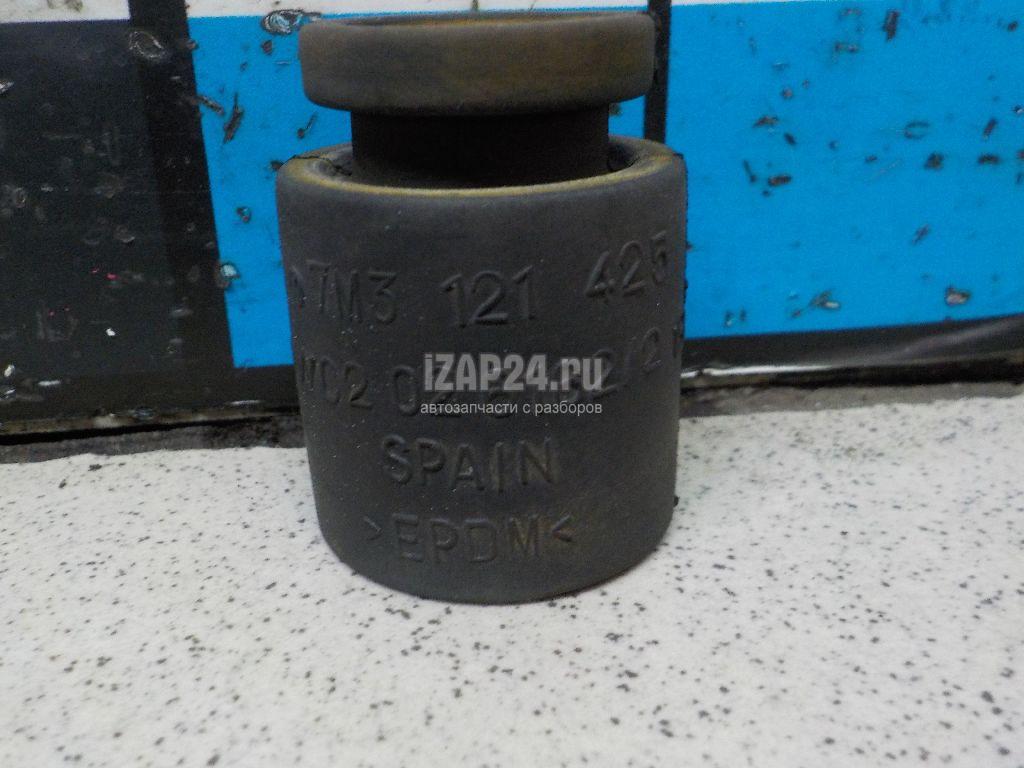 7M3 121 425
iZAP24.ru
автозапчасти с разборов
SPAIN
>EPDM<